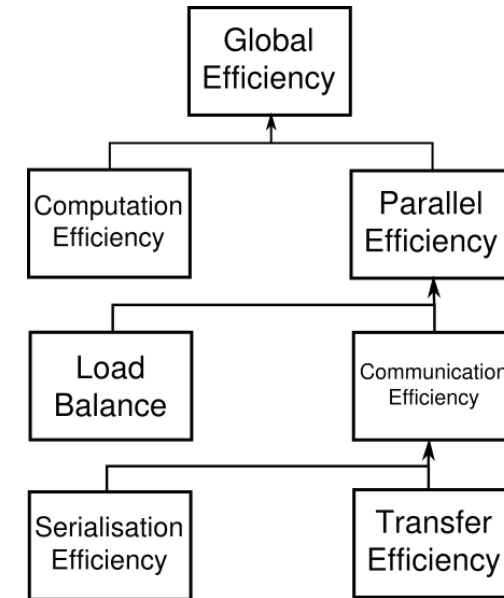 Global
Efficiency
Computation
Efficiency
Parallel
Efficiency
Load
Balance
Communication
Efficiency
Serialisation
Efficiency
Transfer
Efficiency